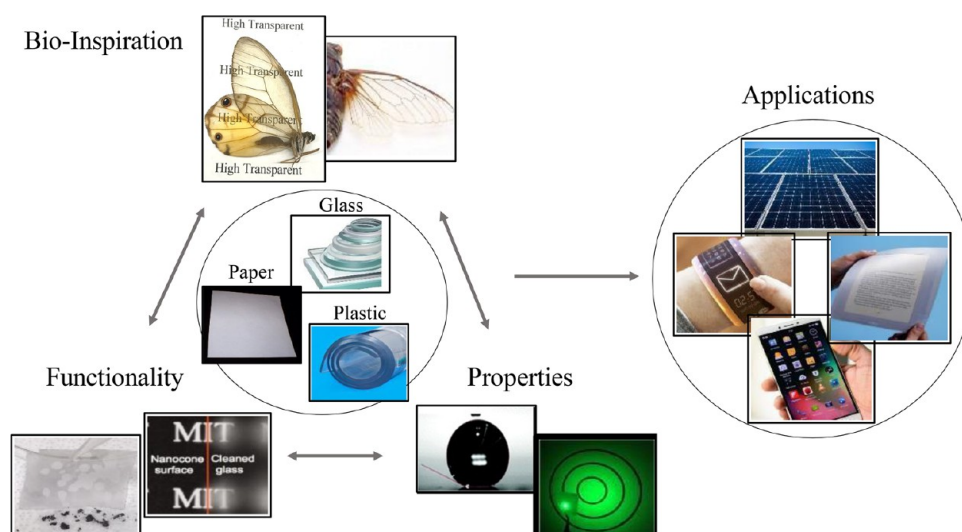 Bio-Inspiration
High Transparent
High Transparent
High Transparent
High Transparent
Applications
Glass
Paper
Plastic
Functionality
Properties
MIT
Nanocone Cleaned
surface glass
MIT